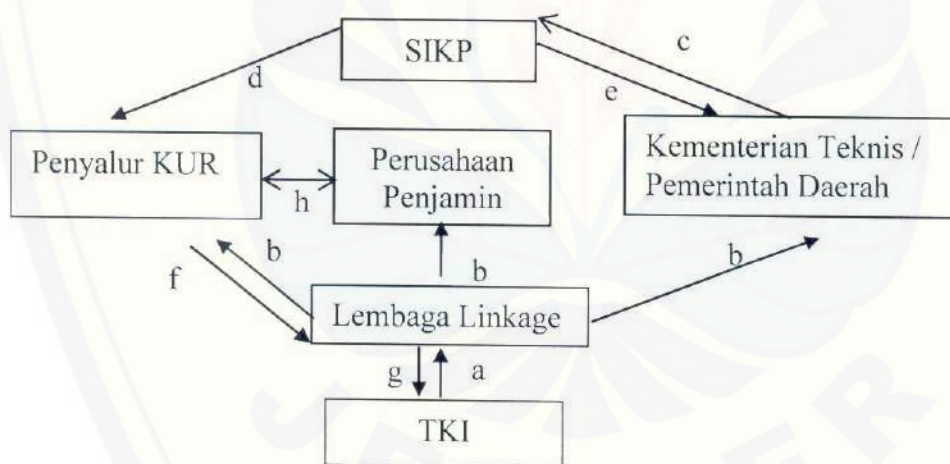 SIKP
c
d
e
Penyalur KUR
Perusahaan
Penjamin
Kementerian Teknis /
Pemerintah Daerah
h
f
b
b
b
Lembaga Linkage
g
a
TKI